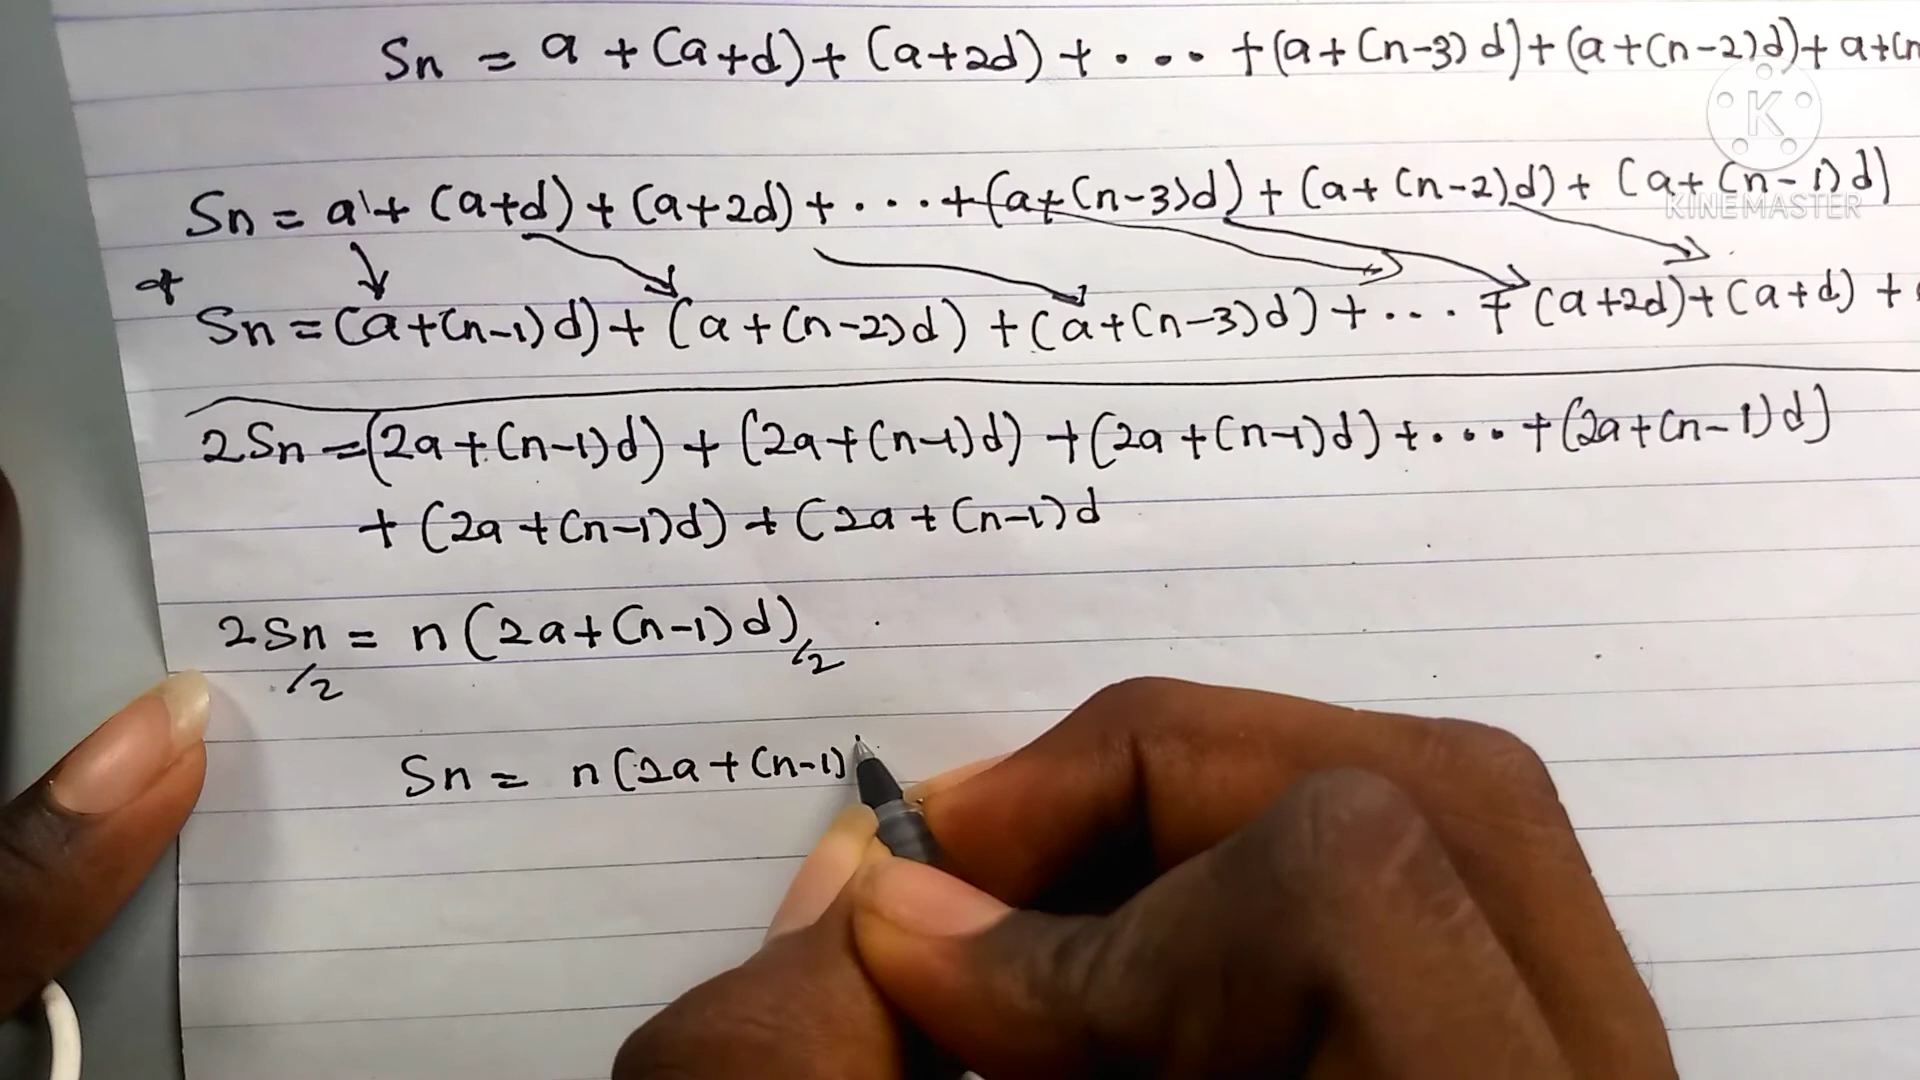 Sn = a + (a+d) + (a+2d) + . . . . +(a+(n-3)d)+(a+(n-2)d)+ a+(n
K
Sn = a + (a+d) + (a+2d) + . . . +(a+(n-3)d) + (a+(n-2)d) + (a+(n-1)d)
KINEMASTER
+
Sn = (a+(n-1)d) + (a+(n-2)d) +(a+(n-3)d) + . . . + (a+2d)+(a+d) +
2Sn =(2a+(n-1)d) + (2a+(n-1)d) +(2a+(n-1)d) + . . . +(2a+(n-1)d)
+ (2a+(n-1)d) + (2a+(n-1)d
2Sn = n(2a+(n-1)d)/2
/2
Sn = n(2a+(n-1)